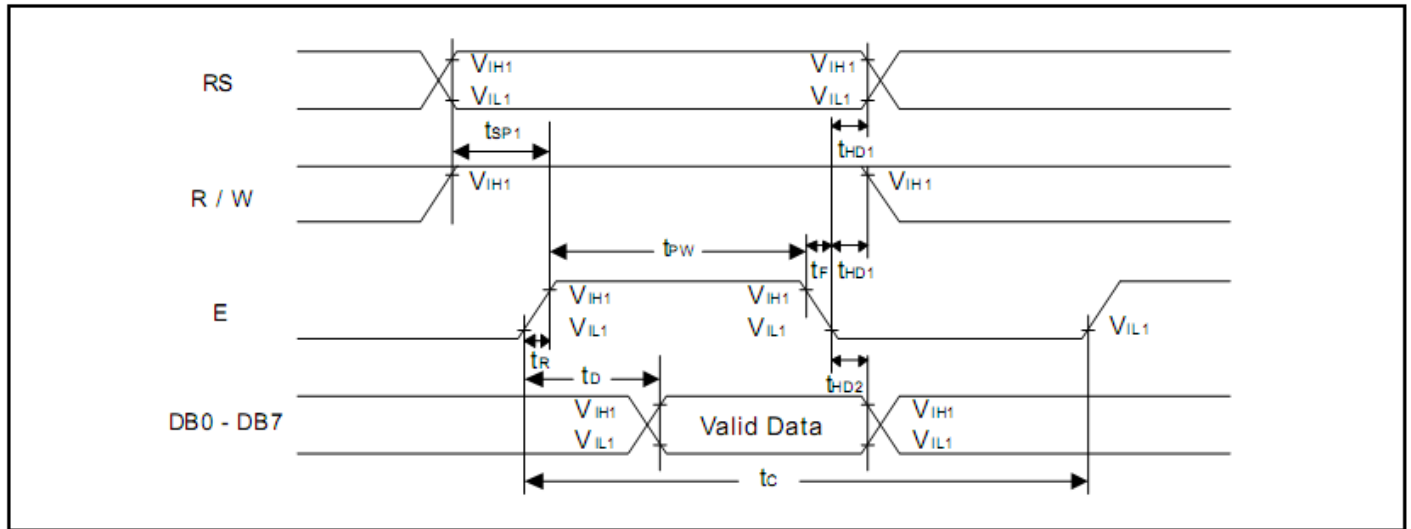 RS
VIH1
VIH1
VIL1
VIL1
tSP1
tHD1
R / W
VIH1
VIH1
tPW
tF
tHD1
E
VIH1
VIH1
VIL1
VIL1
VIL1
tR
tD
tHD2
DB0 - DB7
VIH1
Valid Data
VIH1
VIL1
VIL1
tC